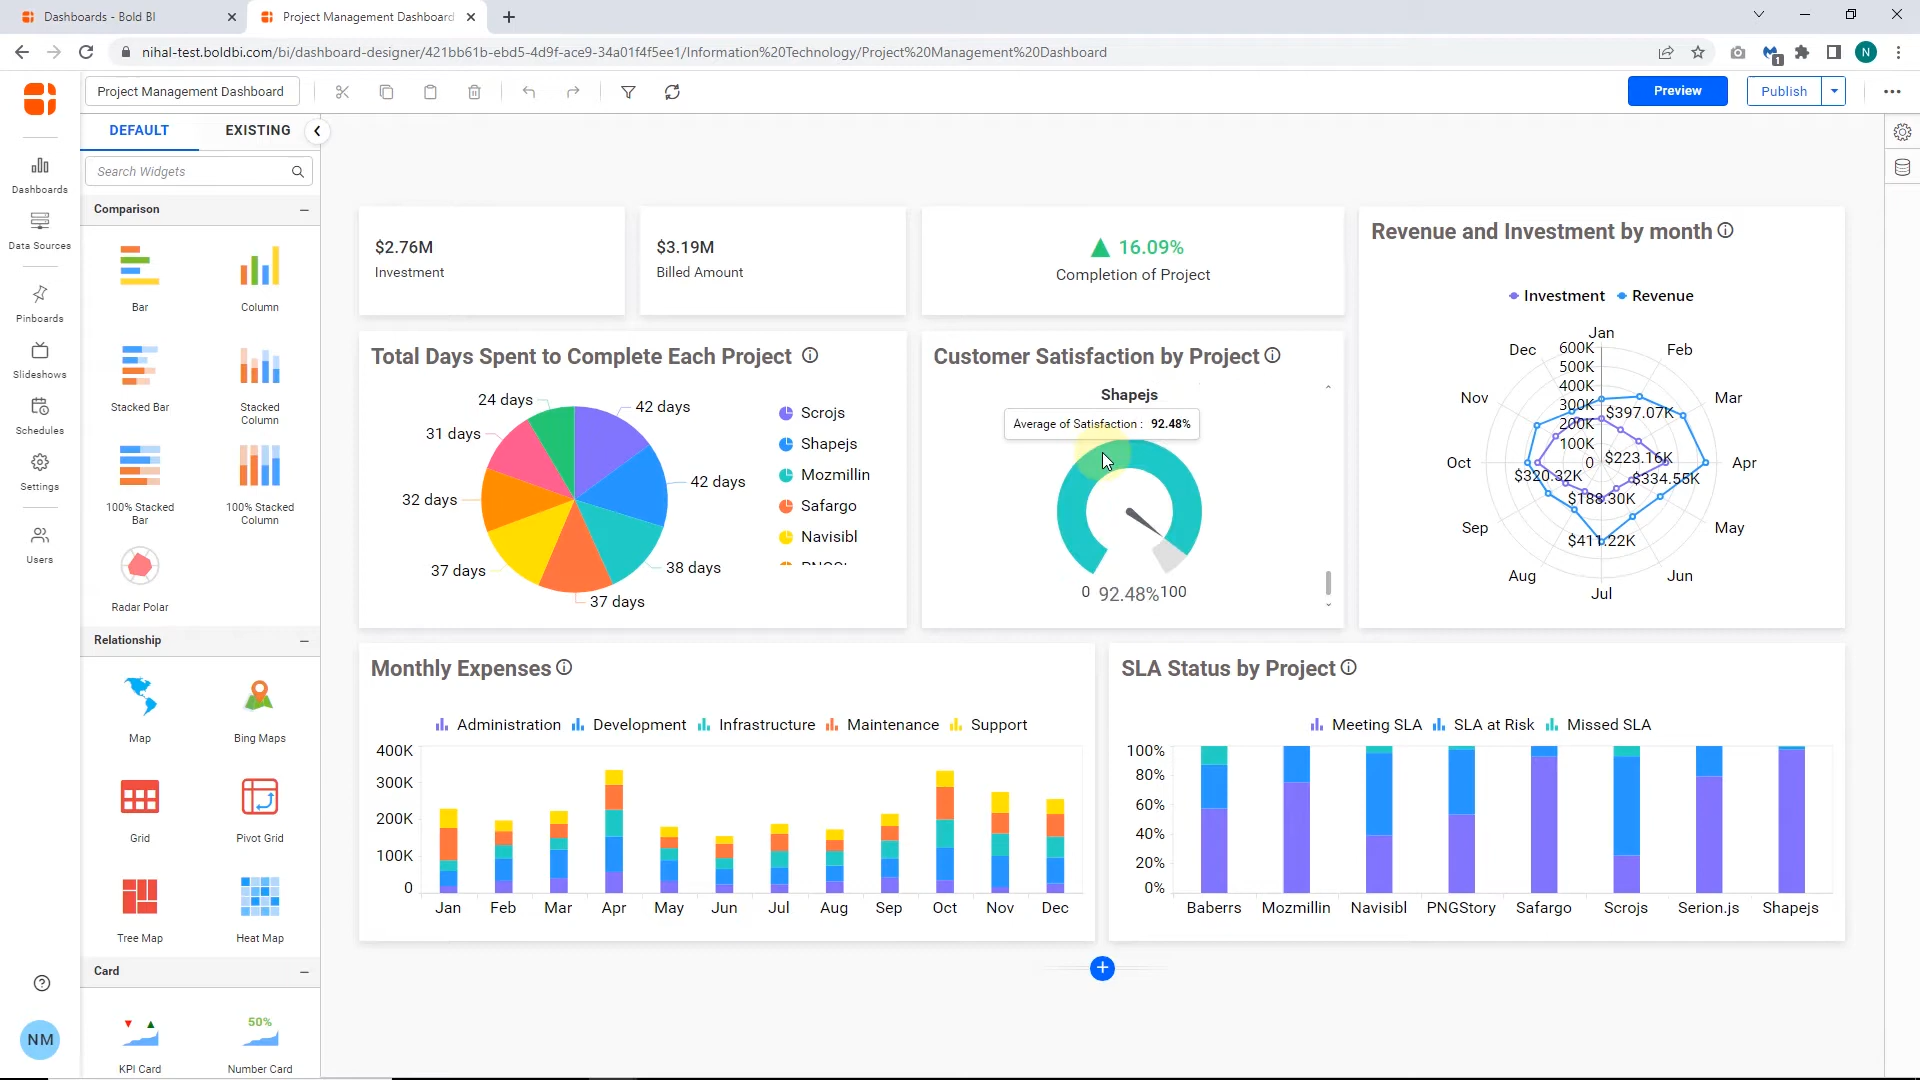 Dashboards - Bold BI
Project Management Dashboard
nihal-test.boldbi.com/bi/dashboard-designer/421bb61b-ebd5-4d9f-ace9-34a01f4f5ee1/Information%20Technology/Project%20Management%20Dashboard
1
N
Project Management Dashboard
Preview
Publish
Dashboards
Data Sources
Pinboards
Slideshows
Schedules
Settings
Users
NM
DEFAULT
EXISTING
Search Widgets
Comparison
Bar
Column
Stacked Bar
Stacked
Column
100% Stacked
Bar
100% Stacked
Column
Radar Polar
Relationship
Map
Bing Maps
Grid
Pivot Grid
Tree Map
Heat Map
Card
50%
KPI Card
Number Card
$2.76M
Investment
$3.19M
Billed Amount
16.09%
Completion of Project
Total Days Spent to Complete Each Project
24 days
42 days
31 days
42 days
32 days
37 days
38 days
37 days
Scrojs
Shapejs
Mozmillin
Safargo
Navisibl
Customer Satisfaction by Project
Shapejs
Average of Satisfaction : 92.48%
0
92.48%
100
Revenue and Investment by month
Investment
Revenue
Jan
Feb
Mar
Apr
May
Jun
Jul
Aug
Sep
Oct
Nov
Dec
600K
500K
400K
300K
200K
100K
0
$397.07K
$223.16K
$334.55K
$320.32K
$188.30K
$411.22K
Monthly Expenses
Administration
Development
Infrastructure
Maintenance
Support
400K
300K
200K
100K
0
Jan
Feb
Mar
Apr
May
Jun
Jul
Aug
Sep
Oct
Nov
Dec
SLA Status by Project
Meeting SLA
SLA at Risk
Missed SLA
100%
80%
60%
40%
20%
0%
Baberrs
Mozmillin
Navisibl
PNGStory
Safargo
Scrojs
Serion.js
Shapejs